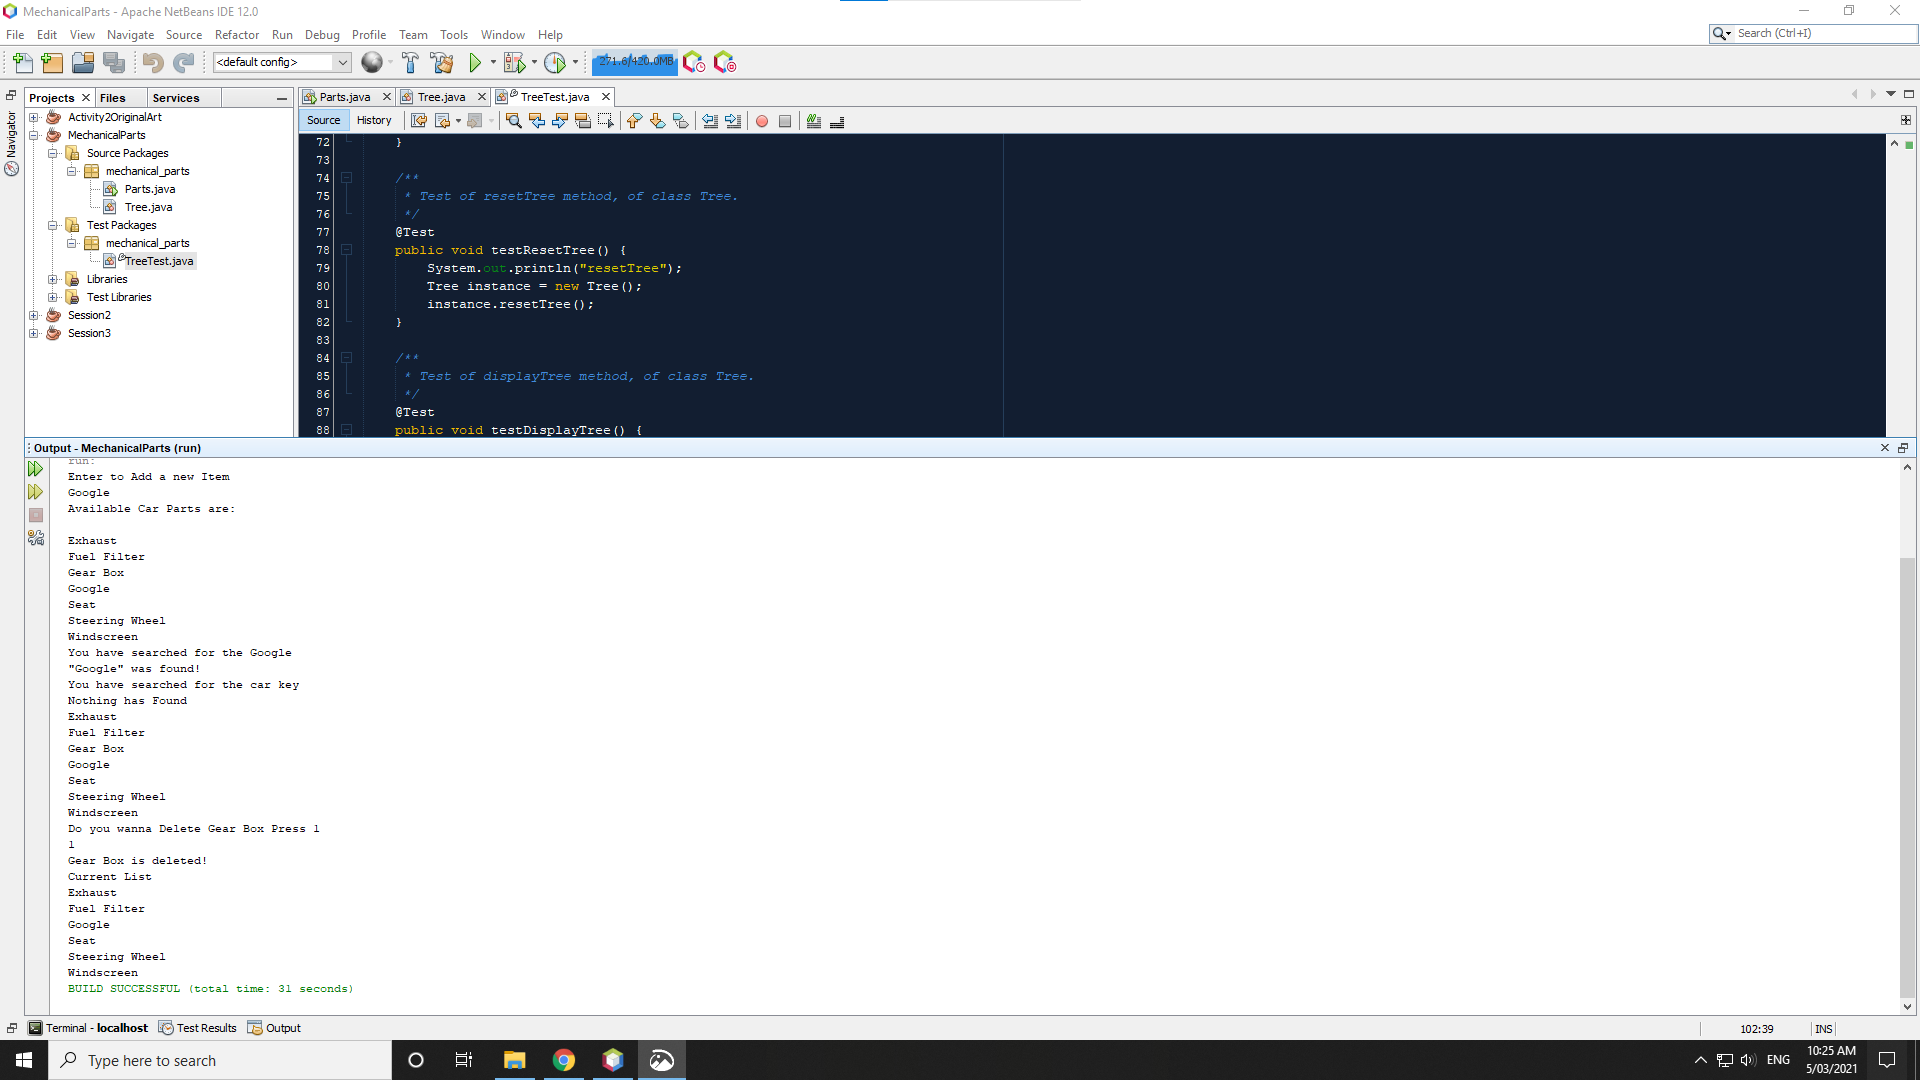 MechanicalParts - Apache NetBeans IDE 12.0
File Edit View Navigate Source Refactor Run Debug Profile Team Tools Window Help
Search (Ctrl+I)
<default config>
271.6/420.0MB
Projects Files Services
Parts.java Tree.java TreeTest.java
Navigator
Source History
Activity2OriginalArt
MechanicalParts
Source Packages
mechanical_parts
Parts.java
Tree.java
Test Packages
mechanical_parts
TreeTest.java
Libraries
Test Libraries
Session2
Session3
72 }
73
74 /**
75 * Test of resetTree method, of class Tree.
76 */
77 @Test
78 public void testResetTree() {
79 System.out.println("resetTree");
80 Tree instance = new Tree();
81 instance.resetTree();
82 }
83
84 /**
85 * Test of displayTree method, of class Tree.
86 */
87 @Test
88 public void testDisplayTree() {
Output - MechanicalParts (run)
run:
Enter to Add a new Item
Google
Available Car Parts are:
Exhaust
Fuel Filter
Gear Box
Google
Seat
Steering Wheel
Windscreen
You have searched for the Google
"Google" was found!
You have searched for the car key
Nothing has Found
Exhaust
Fuel Filter
Gear Box
Google
Seat
Steering Wheel
Windscreen
Do you wanna Delete Gear Box Press 1
1
Gear Box is deleted!
Current List
Exhaust
Fuel Filter
Google
Seat
Steering Wheel
Windscreen
BUILD SUCCESSFUL (total time: 31 seconds)
Terminal - localhost Test Results Output
102:39 INS
Type here to search
ENG
10:25 AM
5/03/2021